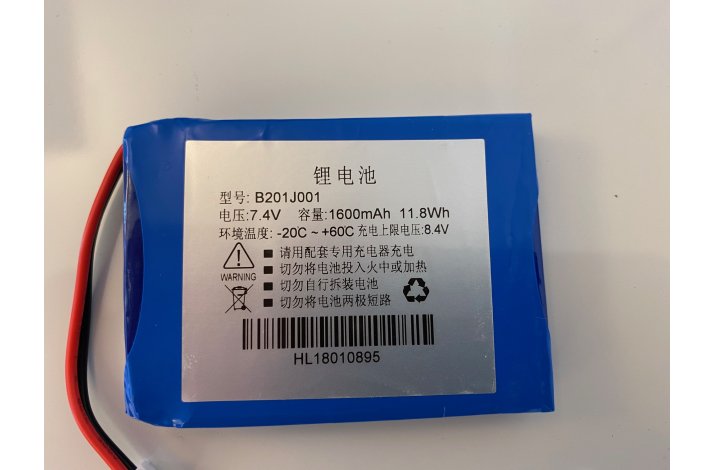 锂电池
型号: B201J001
电压:7.4V 容量:1600mAh 11.8Wh
环境温度: -20℃ ~ +60℃ 充电上限电压:8.4V
■ 请用配套专用充电器充电
■ 切勿将电池投入火中或加热
WARNING
■ 切勿自行拆装电池
■ 切勿将电池两极短路
HL18010895